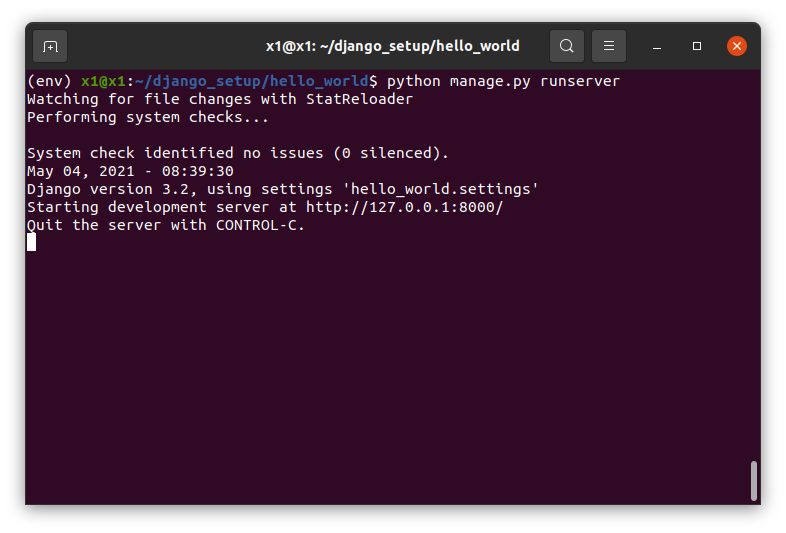 x1@x1: ~/django_setup/hello_world
(env) x1@x1:~/django_setup/hello_world$ python manage.py runserver
Watching for file changes with StatReloader
Performing system checks...
System check identified no issues (0 silenced).
May 04, 2021 - 08:39:30
Django version 3.2, using settings 'hello_world.settings'
Starting development server at http://127.0.0.1:8000/
Quit the server with CONTROL-C.